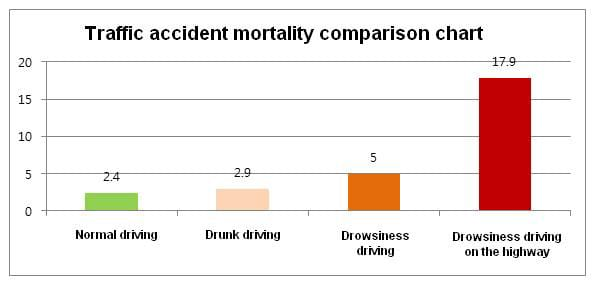 Traffic accident mortality comparison chart
20
15
10
5
0
2.4
2.9
5
17.9
Normal driving
Drunk driving
Drowsiness
driving
Drowsiness driving
on the highway